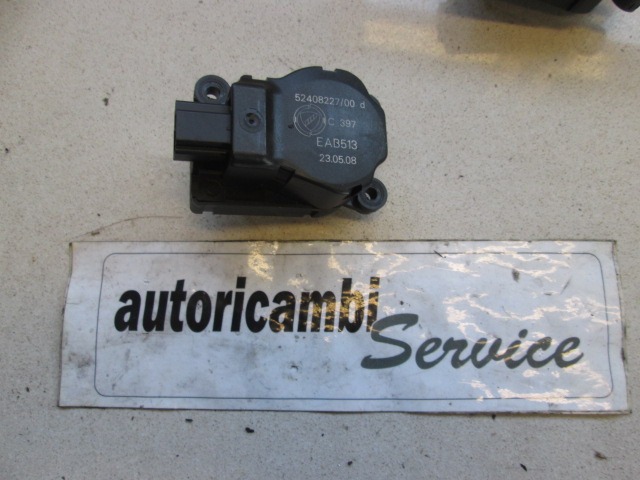 52408227/00 d
C 397
EAB513
23.05.08
autoricambi
Service